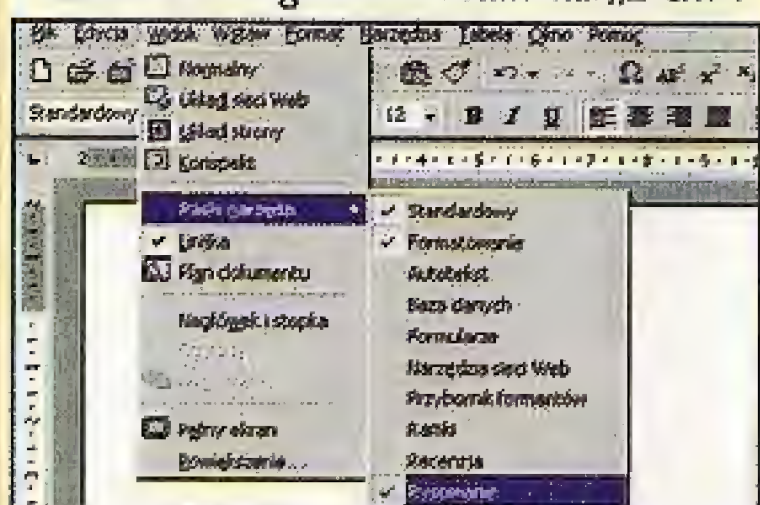 Plik Edycja Widok Wstaw Format Narzędzia Tabela Okno Pomoc
Standardowy
12 B I U
Normalny
Układ sieci Web
Układ strony
Konspekt
Paski narzędzi
Linijka
Plan dokumentu
Nagłówek i stopka
Pełny ekran
Powiększenie...
Standardowy
Formatowanie
Autotekst
Baza danych
Formularze
Narzędzia sieci Web
Przybornik formantów
Ramki
Recenzja
Rysowanie